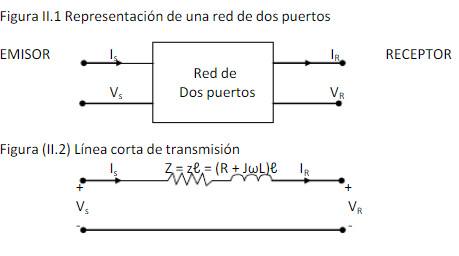 Figura II.1 Representación de una red de dos puertos
EMISOR Is IR RECEPTOR
Red de
Vs Dos puertos VR
Figura (II.2) Línea corta de transmisión
Is Z = zℓ = (R + JωL)ℓ IR
+ +
Vs VR
- -